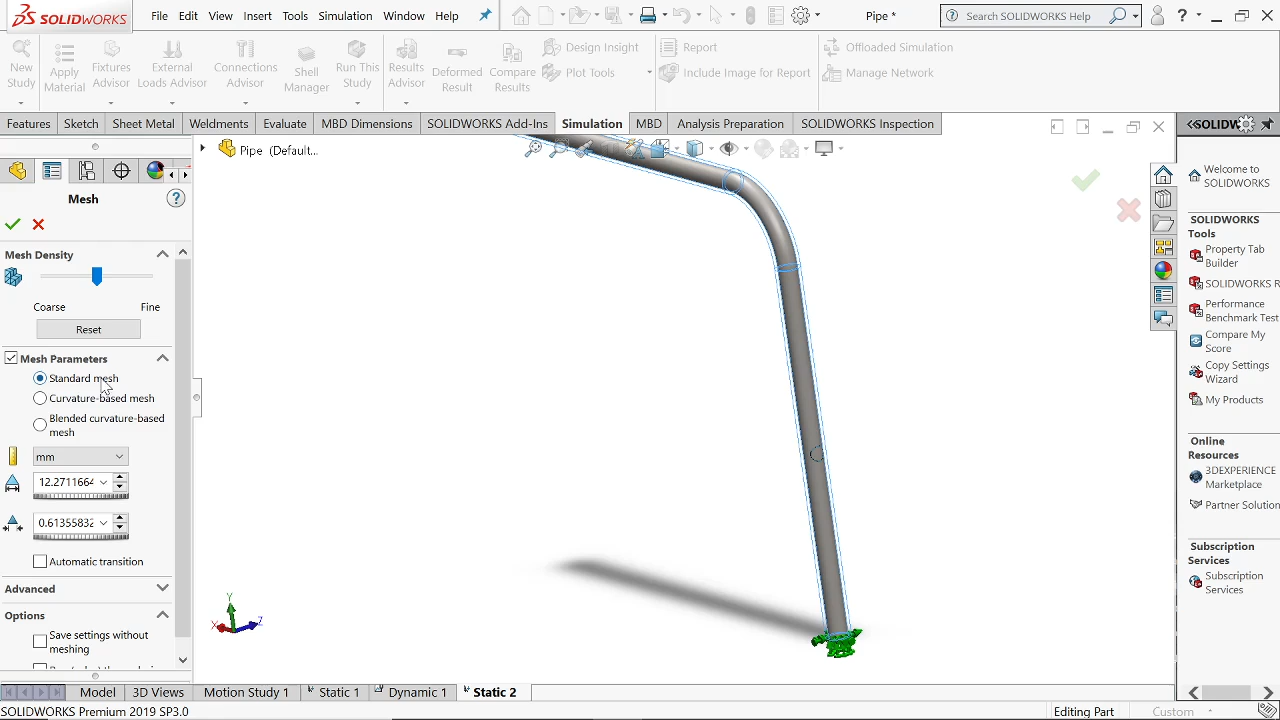 SOLIDWORKS
File Edit View Insert Tools Simulation Window Help
Pipe *
Search SOLIDWORKS Help
New Study
Apply Material
Fixtures Advisor
External Loads Advisor
Connections Advisor
Shell Manager
Run This Study
Results Advisor
Deformed Result
Compare Results
Design Insight
Plot Tools
Report
Include Image for Report
Offloaded Simulation
Manage Network
Features Sketch Sheet Metal Weldments Evaluate MBD Dimensions SOLIDWORKS Add-Ins Simulation MBD Analysis Preparation SOLIDWORKS Inspection
Pipe (Default...
Mesh
Mesh Density
Coarse Fine
Reset
Mesh Parameters
Standard mesh
Curvature-based mesh
Blended curvature-based
mesh
mm
12.2711664
0.61355832
Automatic transition
Advanced
Options
Save settings without
meshing
Y
X
Z
SOLIDW
Welcome to
SOLIDWORKS
SOLIDWORKS
Tools
Property Tab
Builder
SOLIDWORKS R
Performance
Benchmark Test
Compare My
Score
Copy Settings
Wizard
My Products
Online
Resources
3DEXPERIENCE
Marketplace
Partner Solution
Subscription
Services
Subscription
Services
Model 3D Views Motion Study 1 Static 1 Dynamic 1 Static 2
SOLIDWORKS Premium 2019 SP3.0
Editing Part
Custom